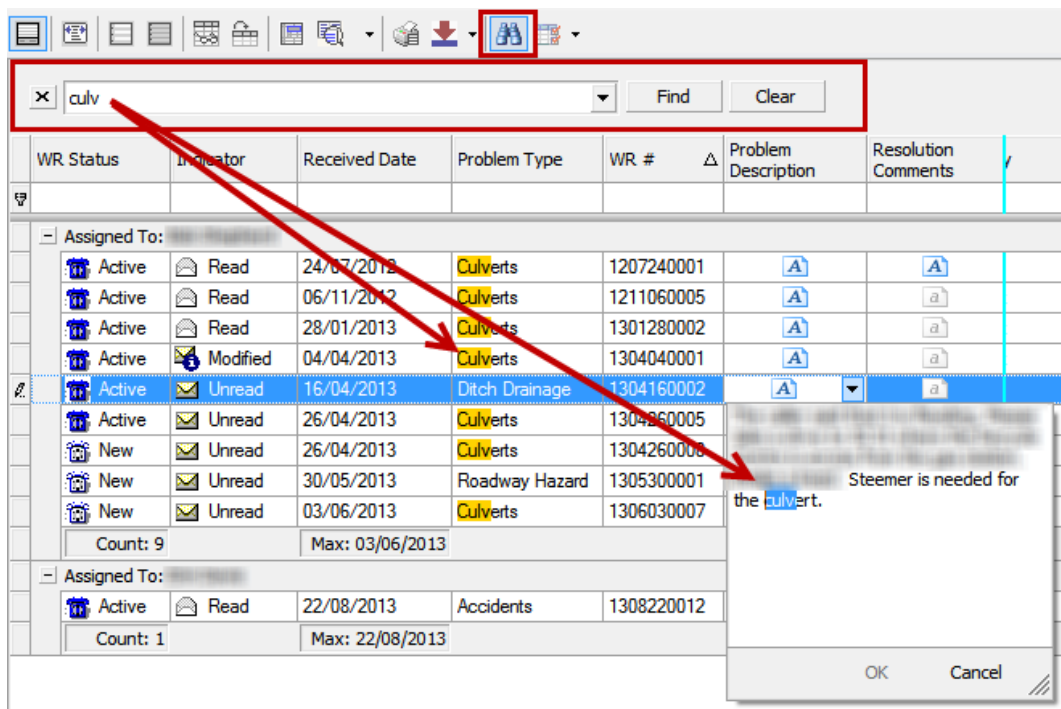 culv Find Clear
WR Status Indicator Received Date Problem Type WR # Problem Description Resolution Comments
Assigned To:
Active Read 24/07/2012 Culverts 1207240001 A A
Active Read 06/11/2012 Culverts 1211060005 A a
Active Read 28/01/2013 Culverts 1301280002 A a
Active Modified 04/04/2013 Culverts 1304040001 A a
Active Unread 16/04/2013 Ditch Drainage 1304160002 A a
Active Unread 26/04/2013 Culverts 1304260005
New Unread 26/04/2013 Culverts
New Unread 30/05/2013 Roadway Hazard 1305300001
New Unread 03/06/2013 Culverts 1306030007
Steemer is needed for
the culvert.
Count: 9 Max: 03/06/2013
Assigned To:
Active Read 22/08/2013 Accidents 1308220012
Count: 1 Max: 22/08/2013
OK Cancel